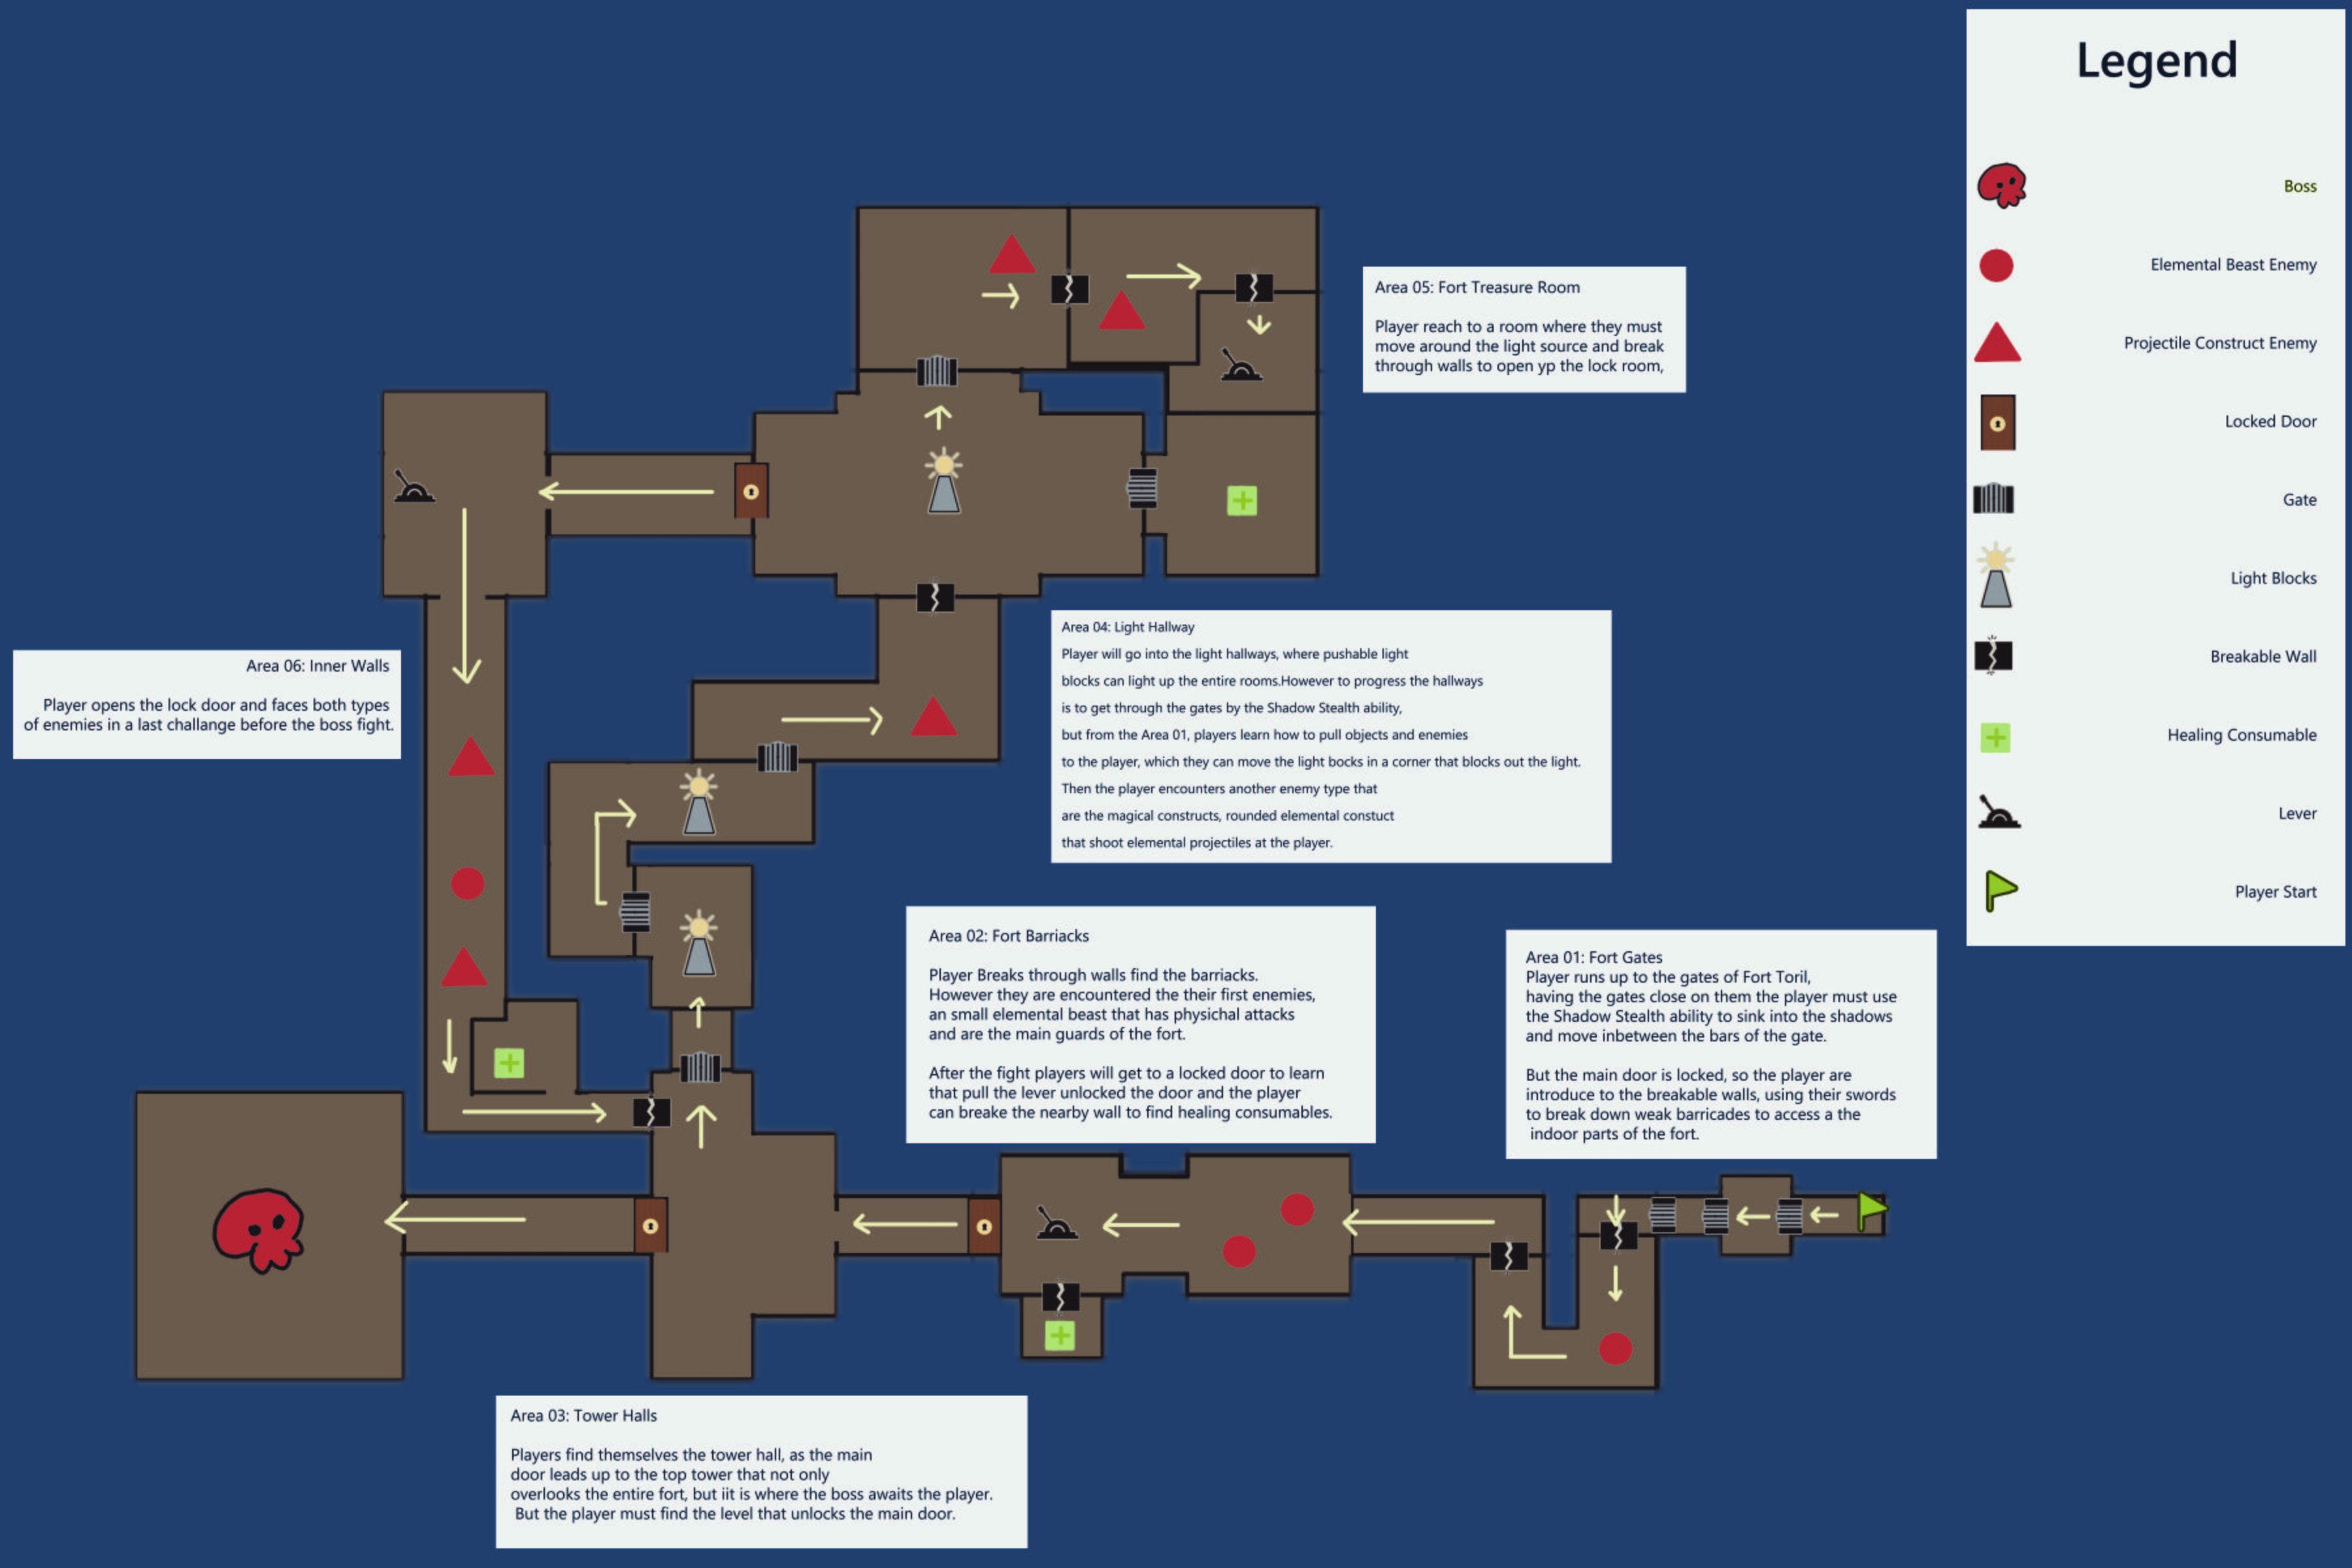 Legend
Boss
Elemental Beast Enemy
Projectile Construct Enemy
Locked Door
Gate
Light Blocks
Breakable Wall
Healing Consumable
Lever
Player Start
Area 05: Fort Treasure Room
Player reach to a room where they must
move around the light source and break
through walls to open yp the lock room,
Area 04: Light Hallway
Player will go into the light hallways, where pushable light
blocks can light up the entire rooms.However to progress the hallways
is to get through the gates by the Shadow Stealth ability,
but from the Area 01, players learn how to pull objects and enemies
to the player, which they can move the light bocks in a corner that blocks out the light.
Then the player encounters another enemy type that
are the magical constructs, rounded elemental constuct
that shoot elemental projectiles at the player.
Area 06: Inner Walls
Player opens the lock door and faces both types
of enemies in a last challange before the boss fight.
Area 02: Fort Barriacks
Player Breaks through walls find the barriacks.
However they are encountered the their first enemies,
an small elemental beast that has physichal attacks
and are the main guards of the fort.
After the fight players will get to a locked door to learn
that pull the lever unlocked the door and the player
can breake the nearby wall to find healing consumables.
Area 01: Fort Gates
Player runs up to the gates of Fort Toril,
having the gates close on them the player must use
the Shadow Stealth ability to sink into the shadows
and move inbetween the bars of the gate.
But the main door is locked, so the player are
introduce to the breakable walls, using their swords
to break down weak barricades to access a the
indoor parts of the fort.
Area 03: Tower Halls
Players find themselves the tower hall, as the main
door leads up to the top tower that not only
overlooks the entire fort, but iit is where the boss awaits the player.
But the player must find the level that unlocks the main door.